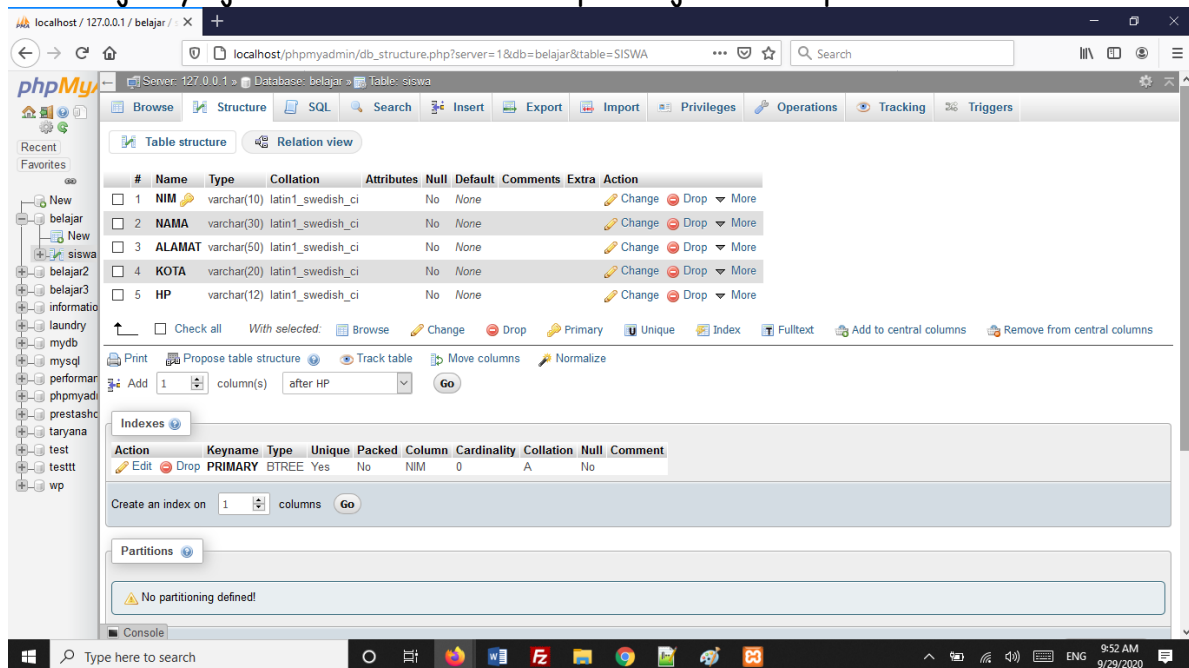 localhost / 127.0.0.1 / belajar /
localhost/phpmyadmin/db_structure.php?server=1&db=belajar&table=SISWA
Search
phpMy
Server: 127.0.0.1 » Database: belajar » Table: siswa
Browse Structure SQL Search Insert Export Import Privileges Operations Tracking Triggers
Recent
Favorites
New
belajar
New
siswa
belajar2
belajar3
informatio
laundry
mydb
mysql
performan
phpmyad
prestasho
taryana
test
testtt
wp
Table structure Relation view
# Name Type Collation Attributes Null Default Comments Extra Action
1 NIM varchar(10) latin1_swedish_ci No None Change Drop More
2 NAMA varchar(30) latin1_swedish_ci No None Change Drop More
3 ALAMAT varchar(50) latin1_swedish_ci No None Change Drop More
4 KOTA varchar(20) latin1_swedish_ci No None Change Drop More
5 HP varchar(12) latin1_swedish_ci No None Change Drop More
Check all With selected: Browse Change Drop Primary Unique Index Fulltext Add to central columns Remove from central columns
Print Propose table structure Track table Move columns Normalize
Add 1 column(s) after HP Go
Indexes
Action Keyname Type Unique Packed Column Cardinality Collation Null Comment
Edit Drop PRIMARY BTREE Yes No NIM 0 A No
Create an index on 1 columns Go
Partitions
No partitioning defined!
Console
Type here to search
ENG
9:52 AM
9/29/2020